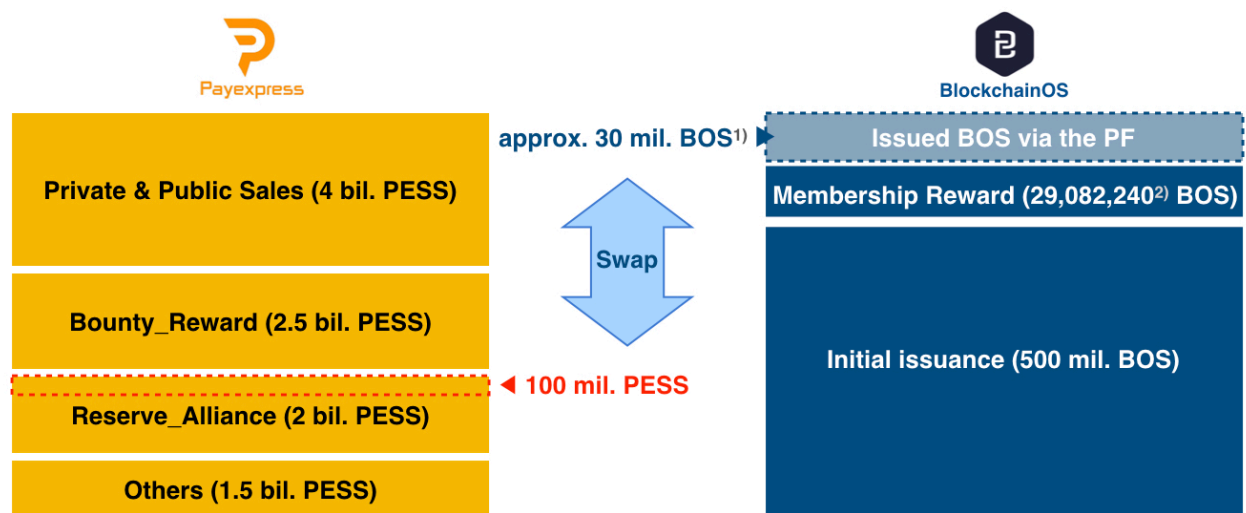 Payexpress
BlockchainOS
Private & Public Sales (4 bil. PESS)
Bounty_Reward (2.5 bil. PESS)
Reserve_Alliance (2 bil. PESS)
Others (1.5 bil. PESS)
approx. 30 mil. BOS1)
Swap
100 mil. PESS
Issued BOS via the PF
Membership Reward (29,082,2402) BOS)
Initial issuance (500 mil. BOS)